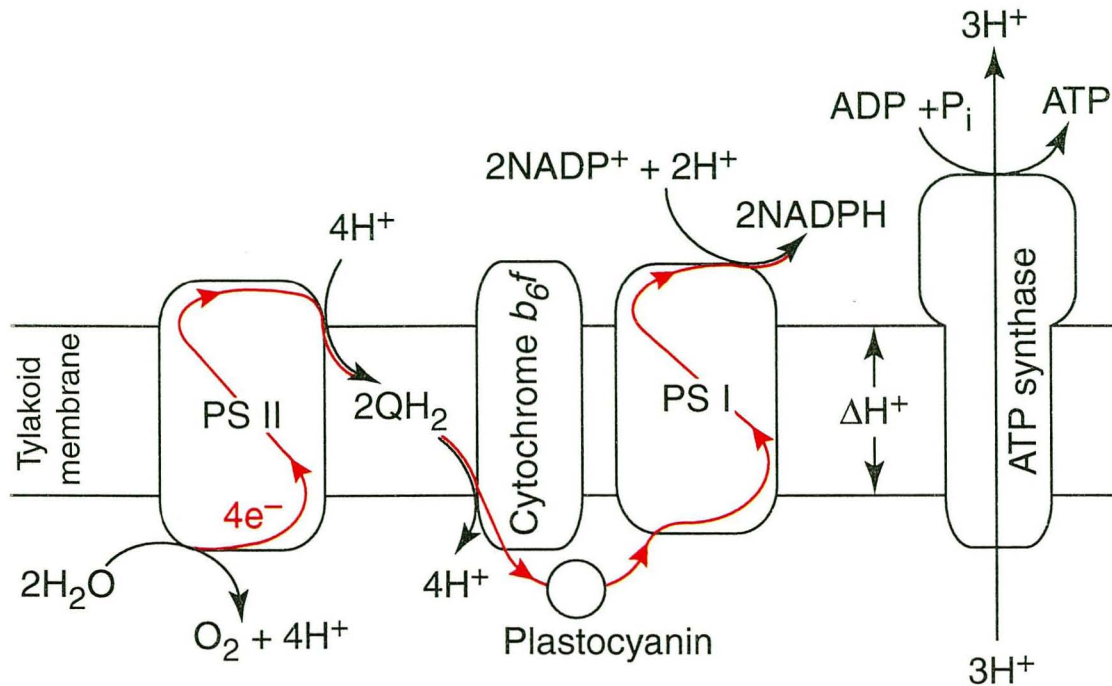 3H⁺
ADP +Pᵢ
ATP
2NADP⁺ + 2H⁺
2NADPH
4H⁺
Tylakoid
membrane
PS II
2QH₂
Cytochrome b₆f
PS I
ΔH⁺
ATP synthase
4e⁻
2H₂O
O₂ + 4H⁺
4H⁺
Plastocyanin
3H⁺